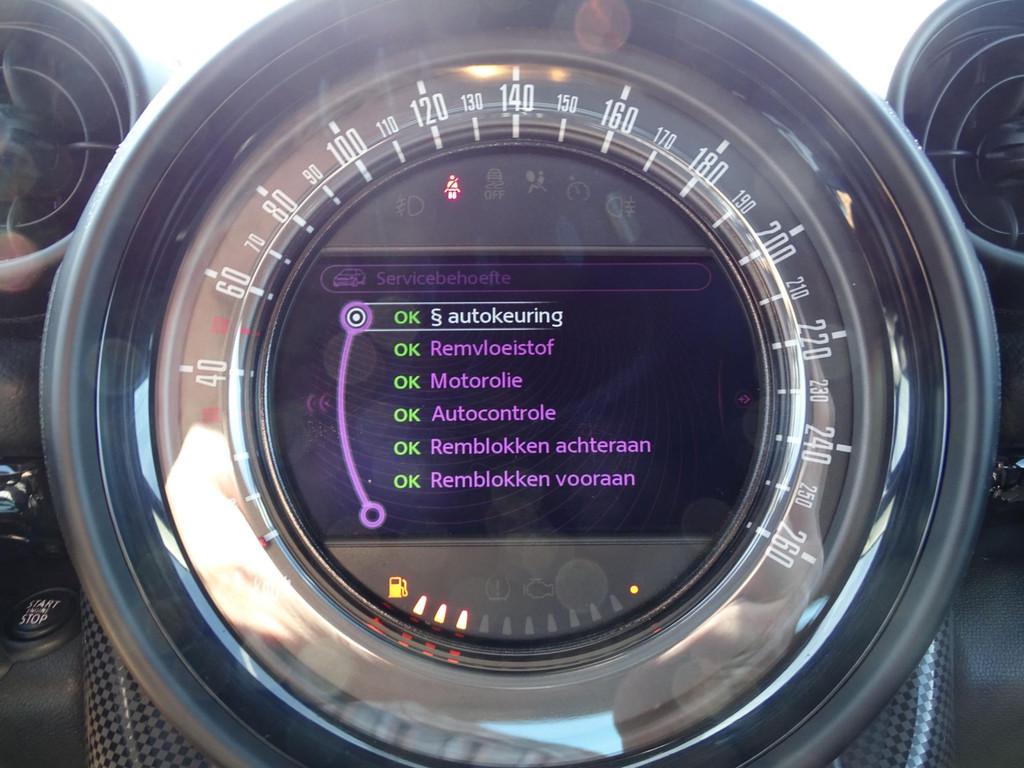 40
60
70
80
90
100
110
120
130
140
150
160
170
180
190
200
210
220
230
240
250
260
OFF
Servicebehoefte
OK § autokeuring
OK Remvloeistof
OK Motorolie
OK Autocontrole
OK Remblokken achteraan
OK Remblokken vooraan
START
ENGINE
STOP